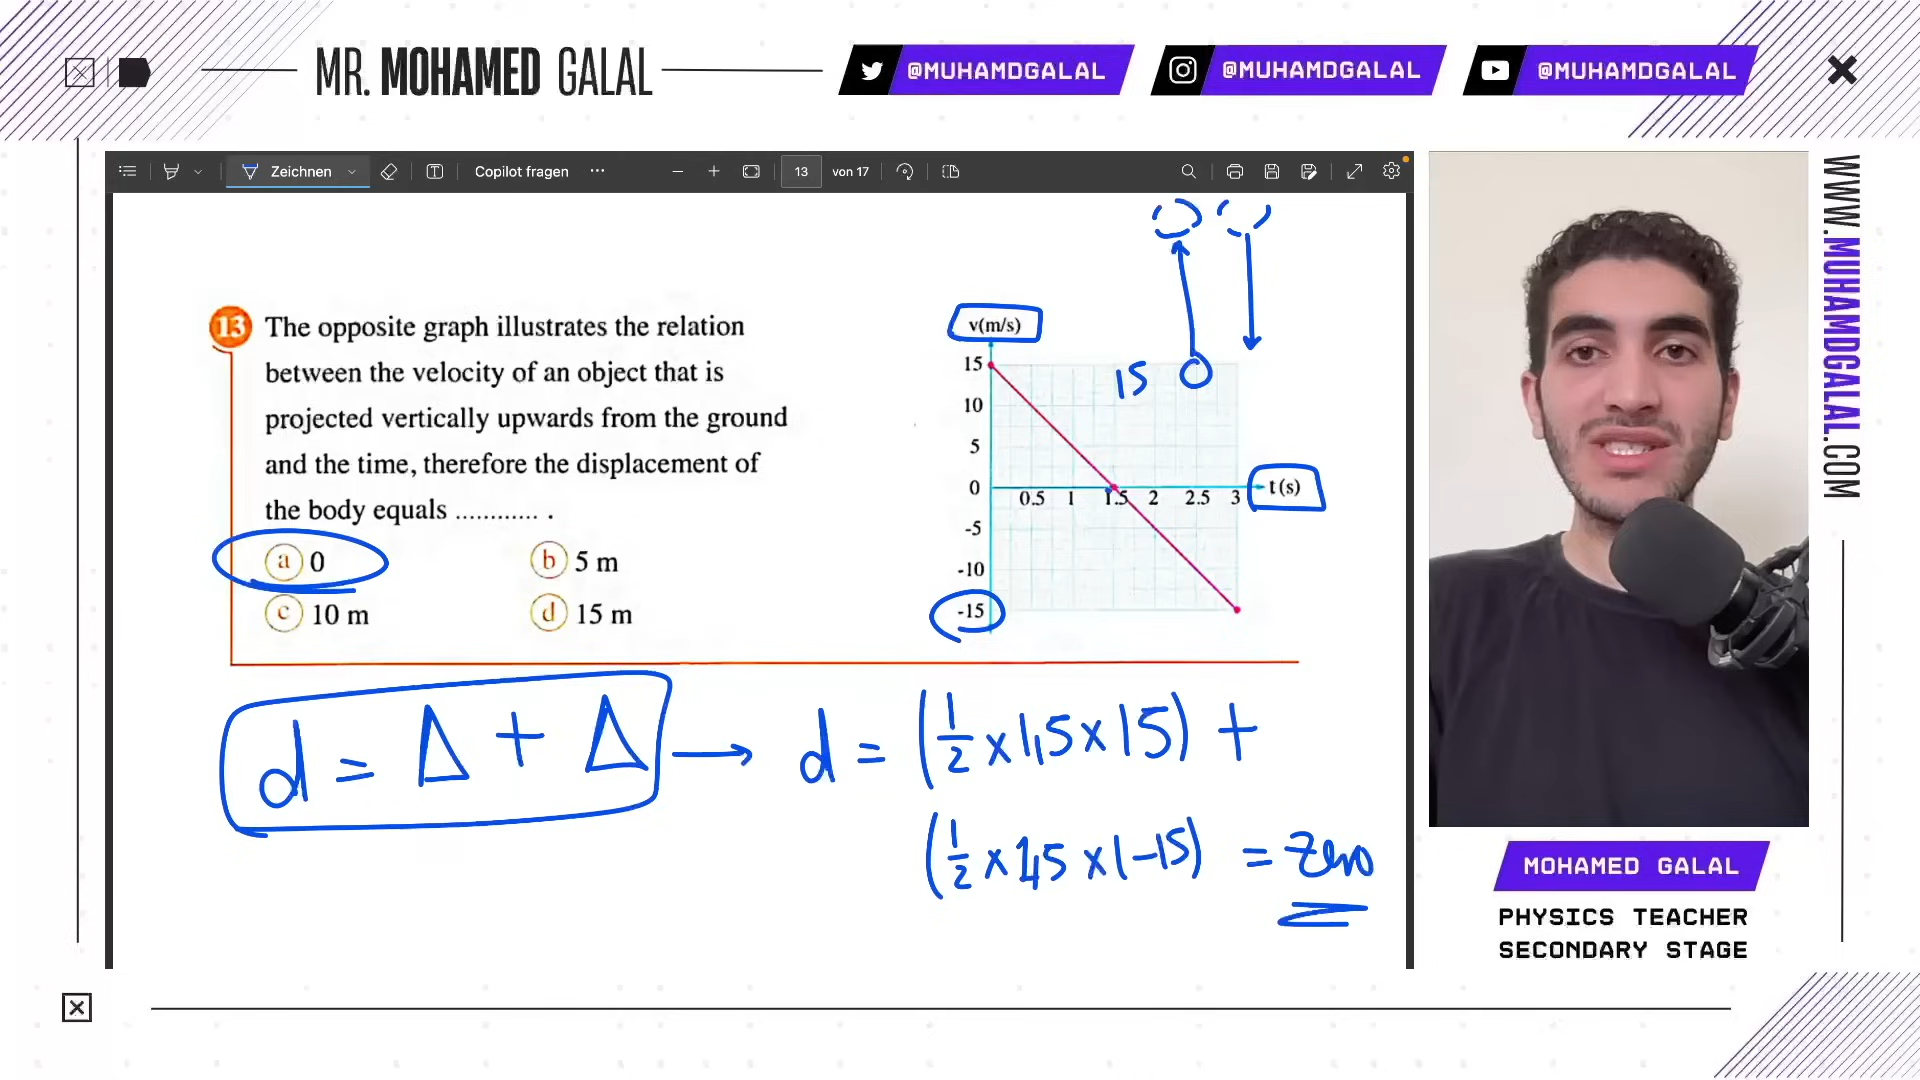 MR. MOHAMED GALAL
@MUHAMDGALAL
@MUHAMDGALAL
@MUHAMDGALAL
Zeichnen
Copilot fragen
13 von 17
13 The opposite graph illustrates the relation
between the velocity of an object that is
projected vertically upwards from the ground
and the time, therefore the displacement of
the body equals ............ .
a 0
b 5 m
c 10 m
d 15 m
v(m/s)
15
10
5
0
-5
-10
-15
0.5 1 1.5 2 2.5 3 t(s)
15
d = Δ + Δ → d = (1/2 × 1,5 × 15) +
(1/2 × 1,5 × (-15) = Zero
WWW.MUHAMDGALAL.COM
MOHAMED GALAL
PHYSICS TEACHER
SECONDARY STAGE